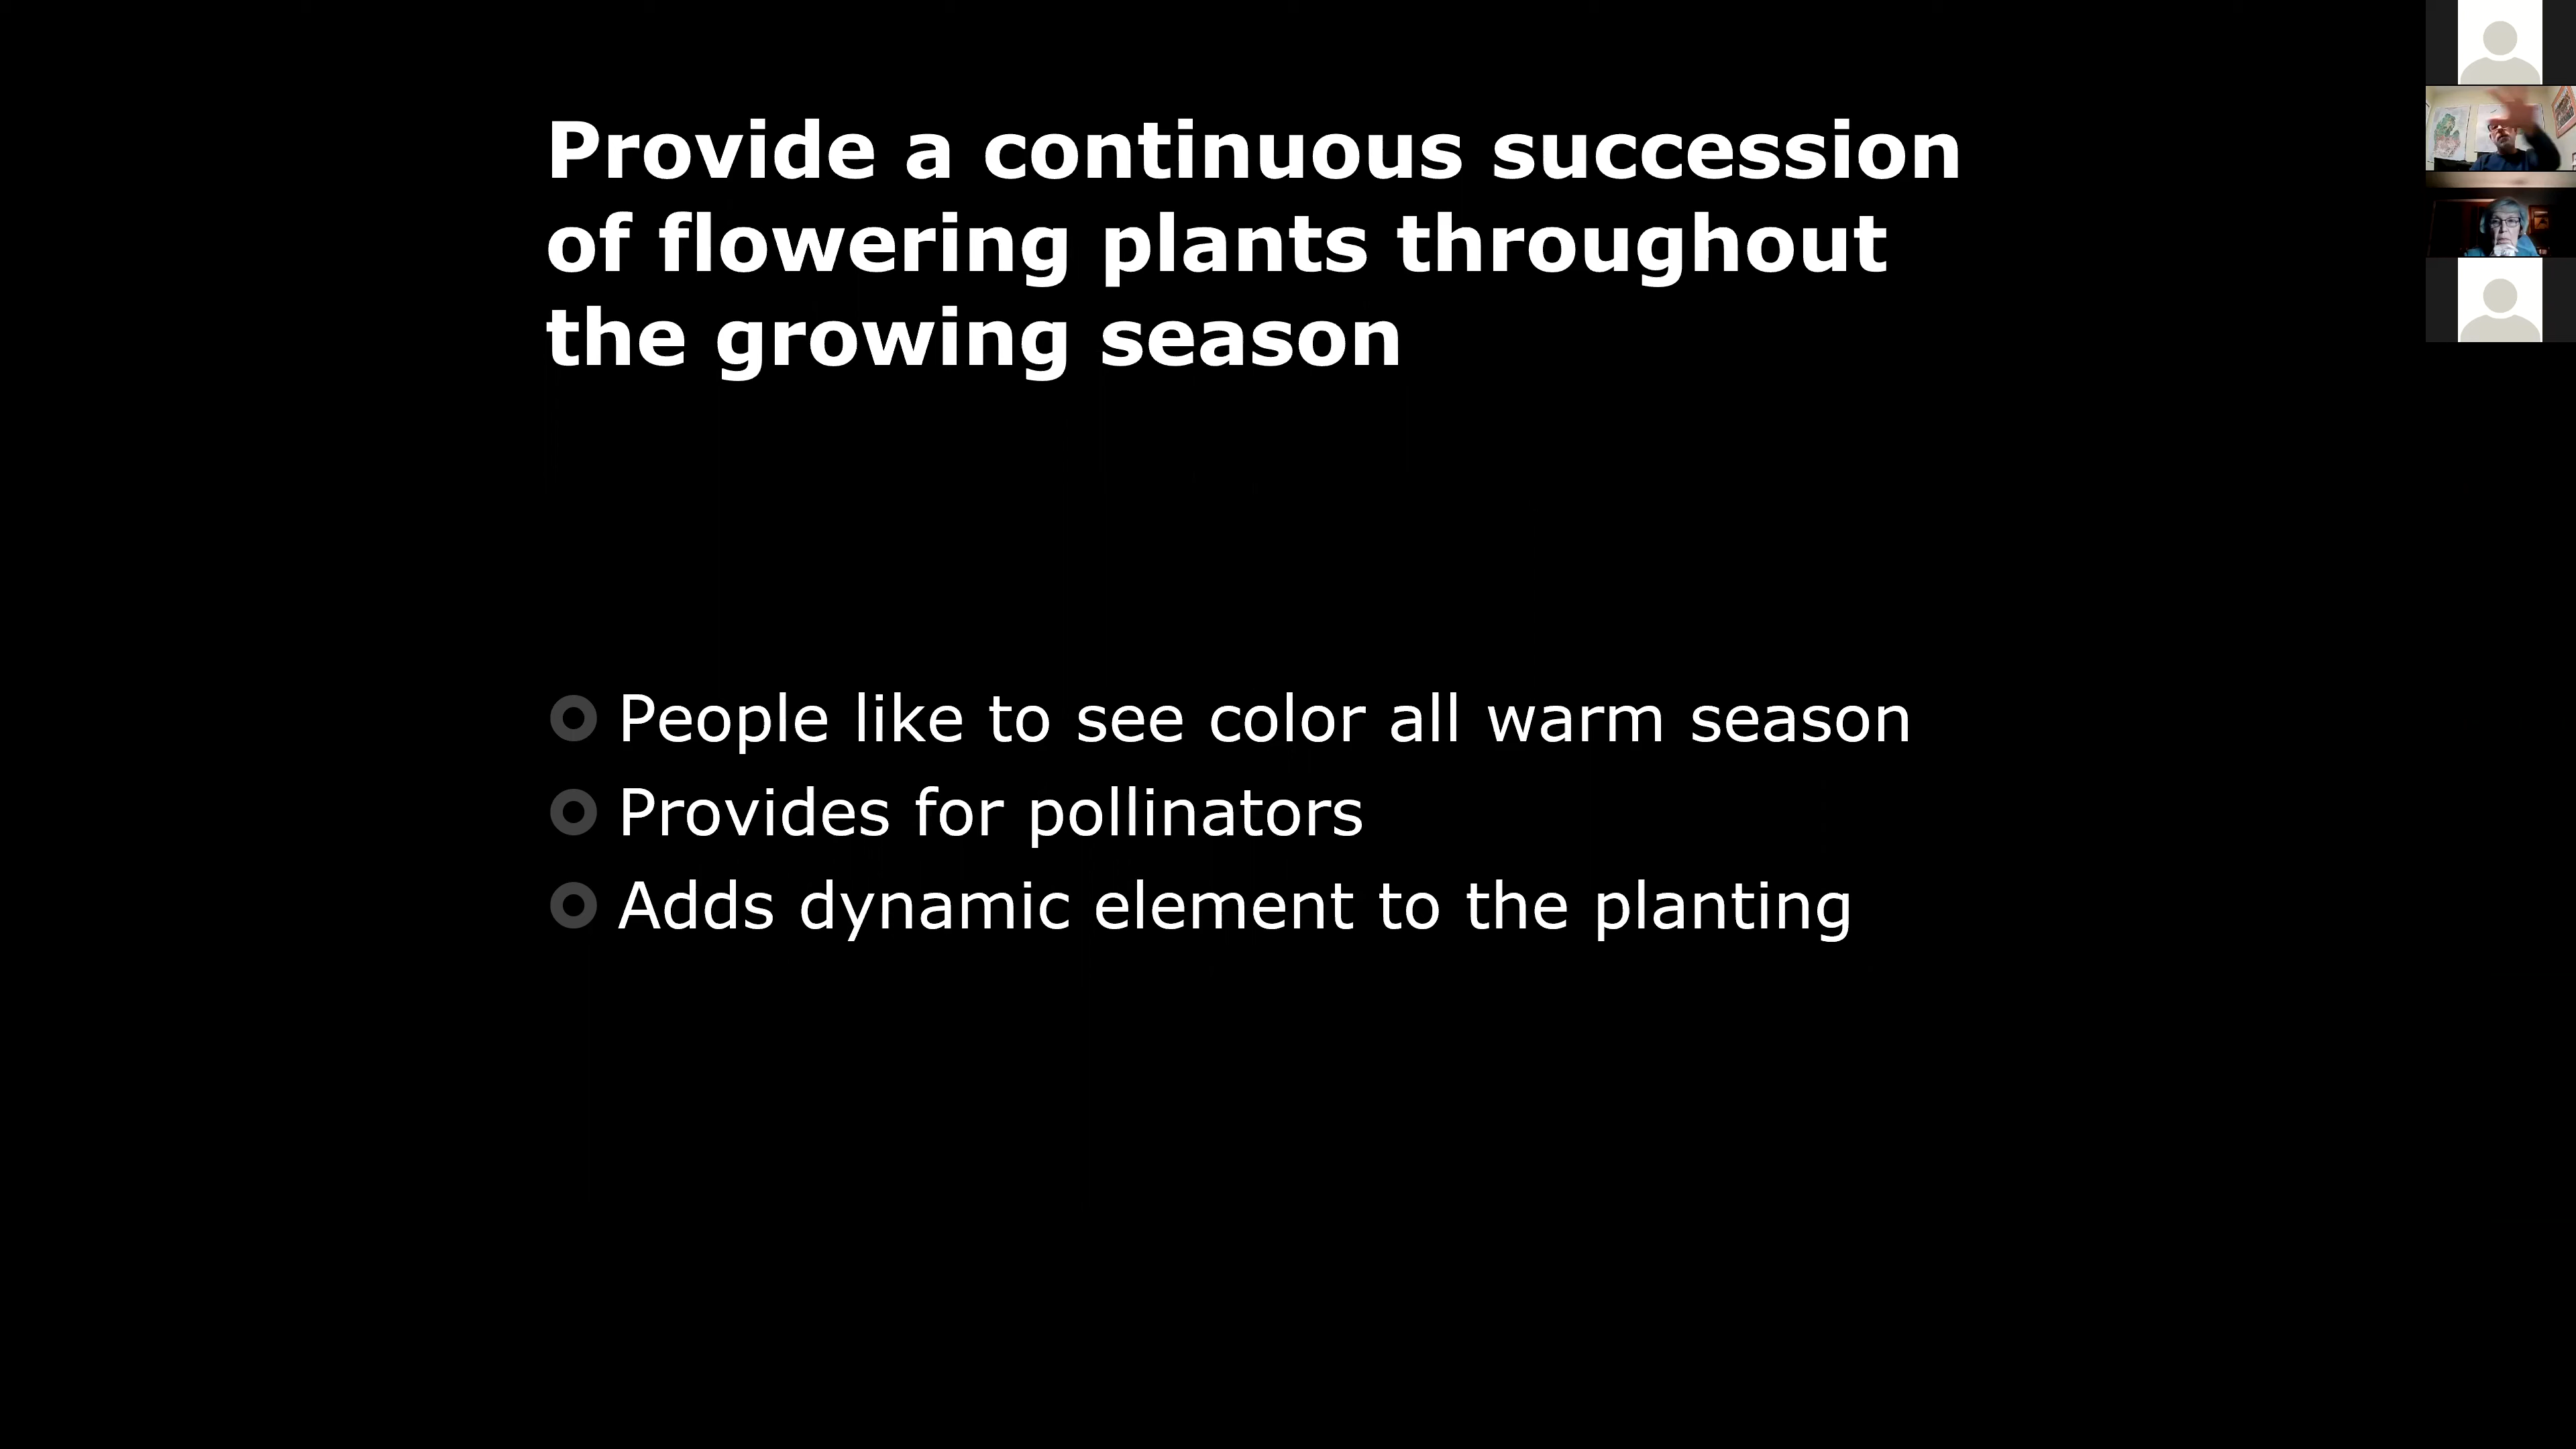 Provide a continuous succession
of flowering plants throughout
the growing season
People like to see color all warm season
Provides for pollinators
Adds dynamic element to the planting